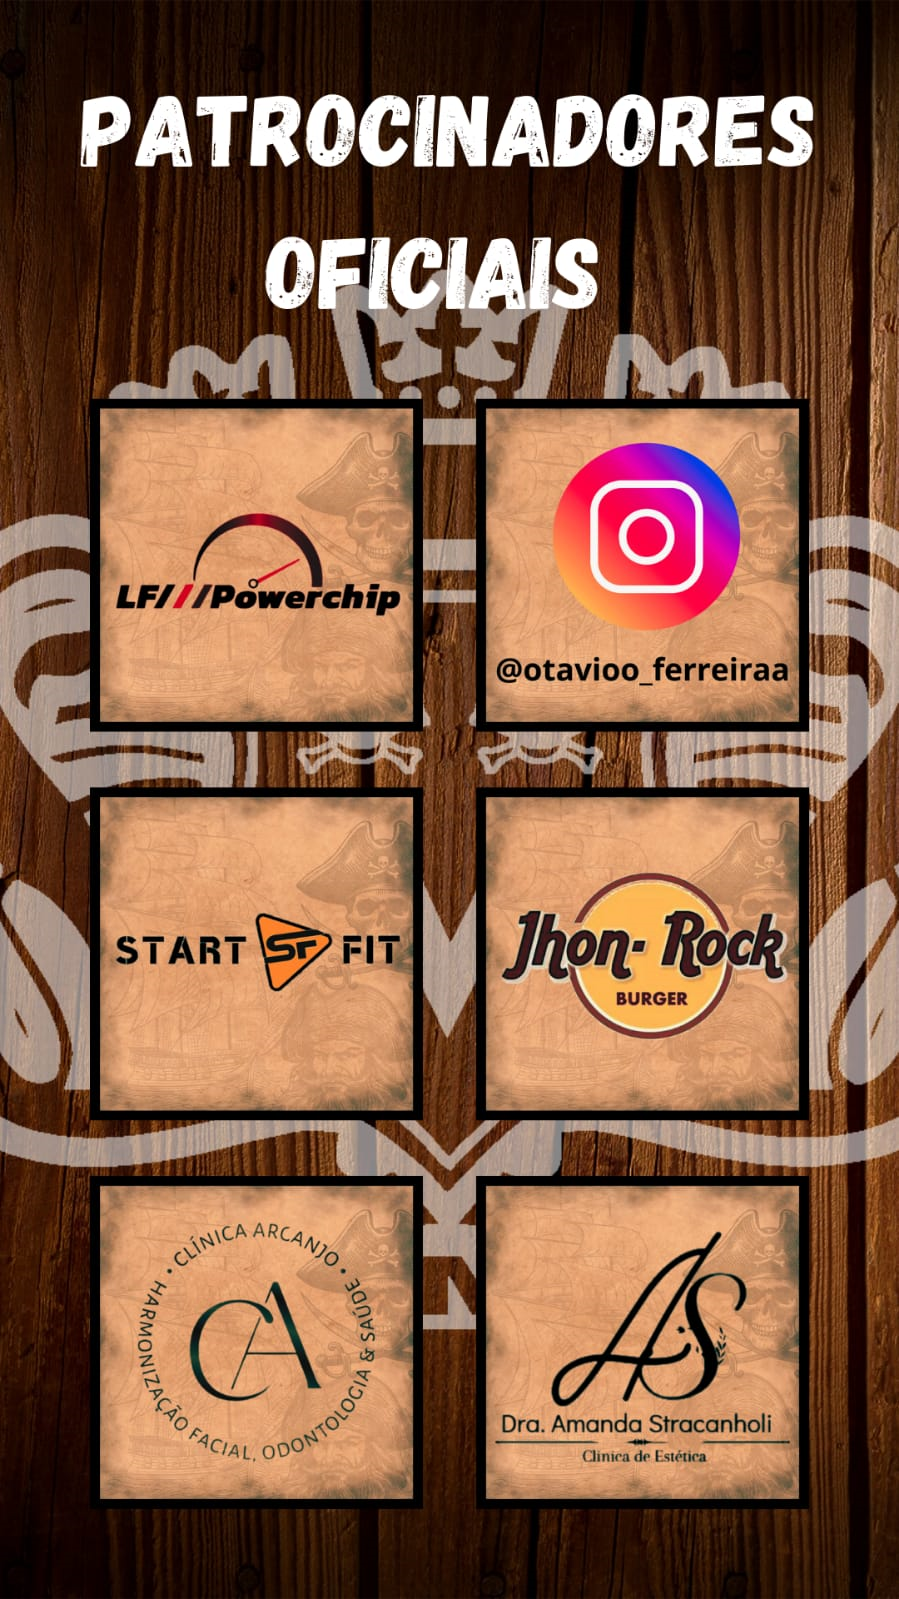 PATROCINADORES
OFICIAIS
LF///Powerchip
@otavioo_ferreiraa
START SF FIT
Jhon-Rock
BURGER
• CLÍNICA ARCANJO •
HARMONIZAÇÃO FACIAL, ODONTOLOGIA & SAÚDE
CA
AS
Dra. Amanda Stracanholi
Clinica de Estética